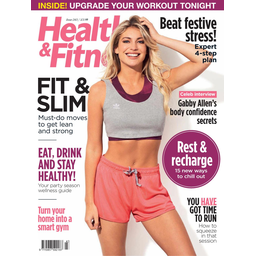 INSIDE! UPGRADE YOUR WORKOUT TONIGHT
Health
& Fitn
Beat festive
stress!
Expert
4-step
plan
FIT &
SLIM
Must-do moves
to get lean
and strong
Celeb interview
Gabby Allen's
body confidence
secrets
EAT, DRINK
AND STAY
HEALTHY!
Your party season
wellness guide
Rest &
recharge
15 new ways
to chill out
Turn your
home into a
smart gym
YOU HAVE
GOT TIME
TO RUN
How to
squeeze
in that
session